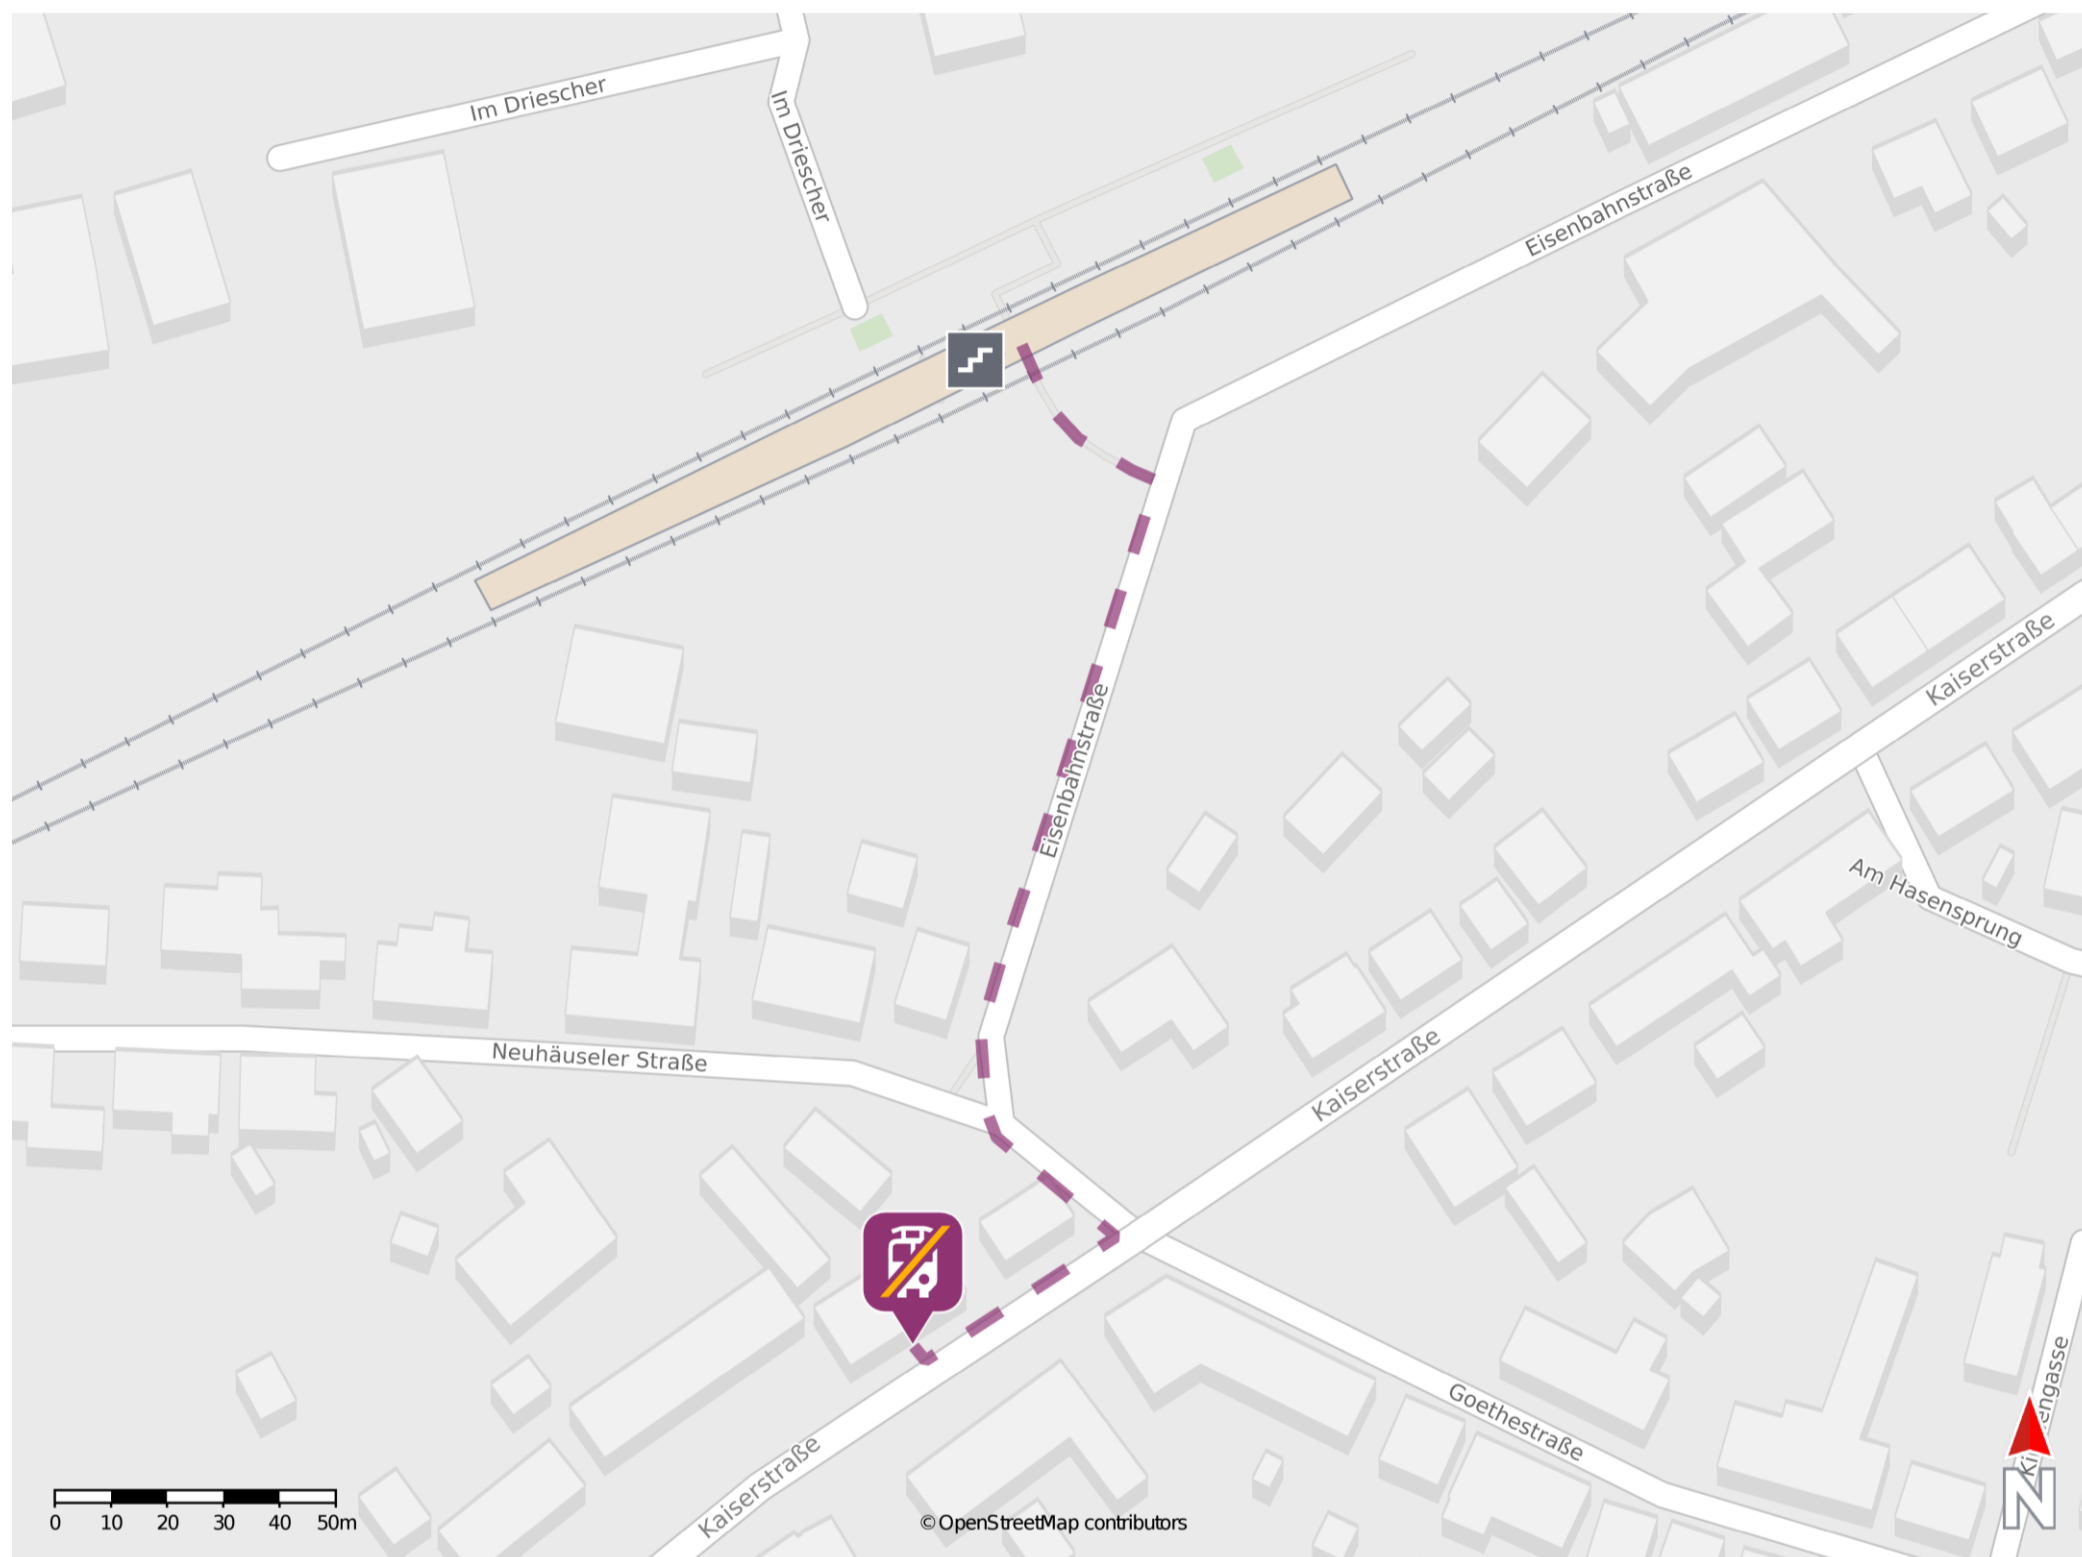 Im Driescher
Im Driescher
Eisenbahnstraße
Eisenbahnstraße
Kaiserstraße
Am Hasensprung
Neuhäuseler Straße
Kaiserstraße
Goethestraße
Kaiserstraße
N
0 10 20 30 40 50m
© OpenStreetMap contributors